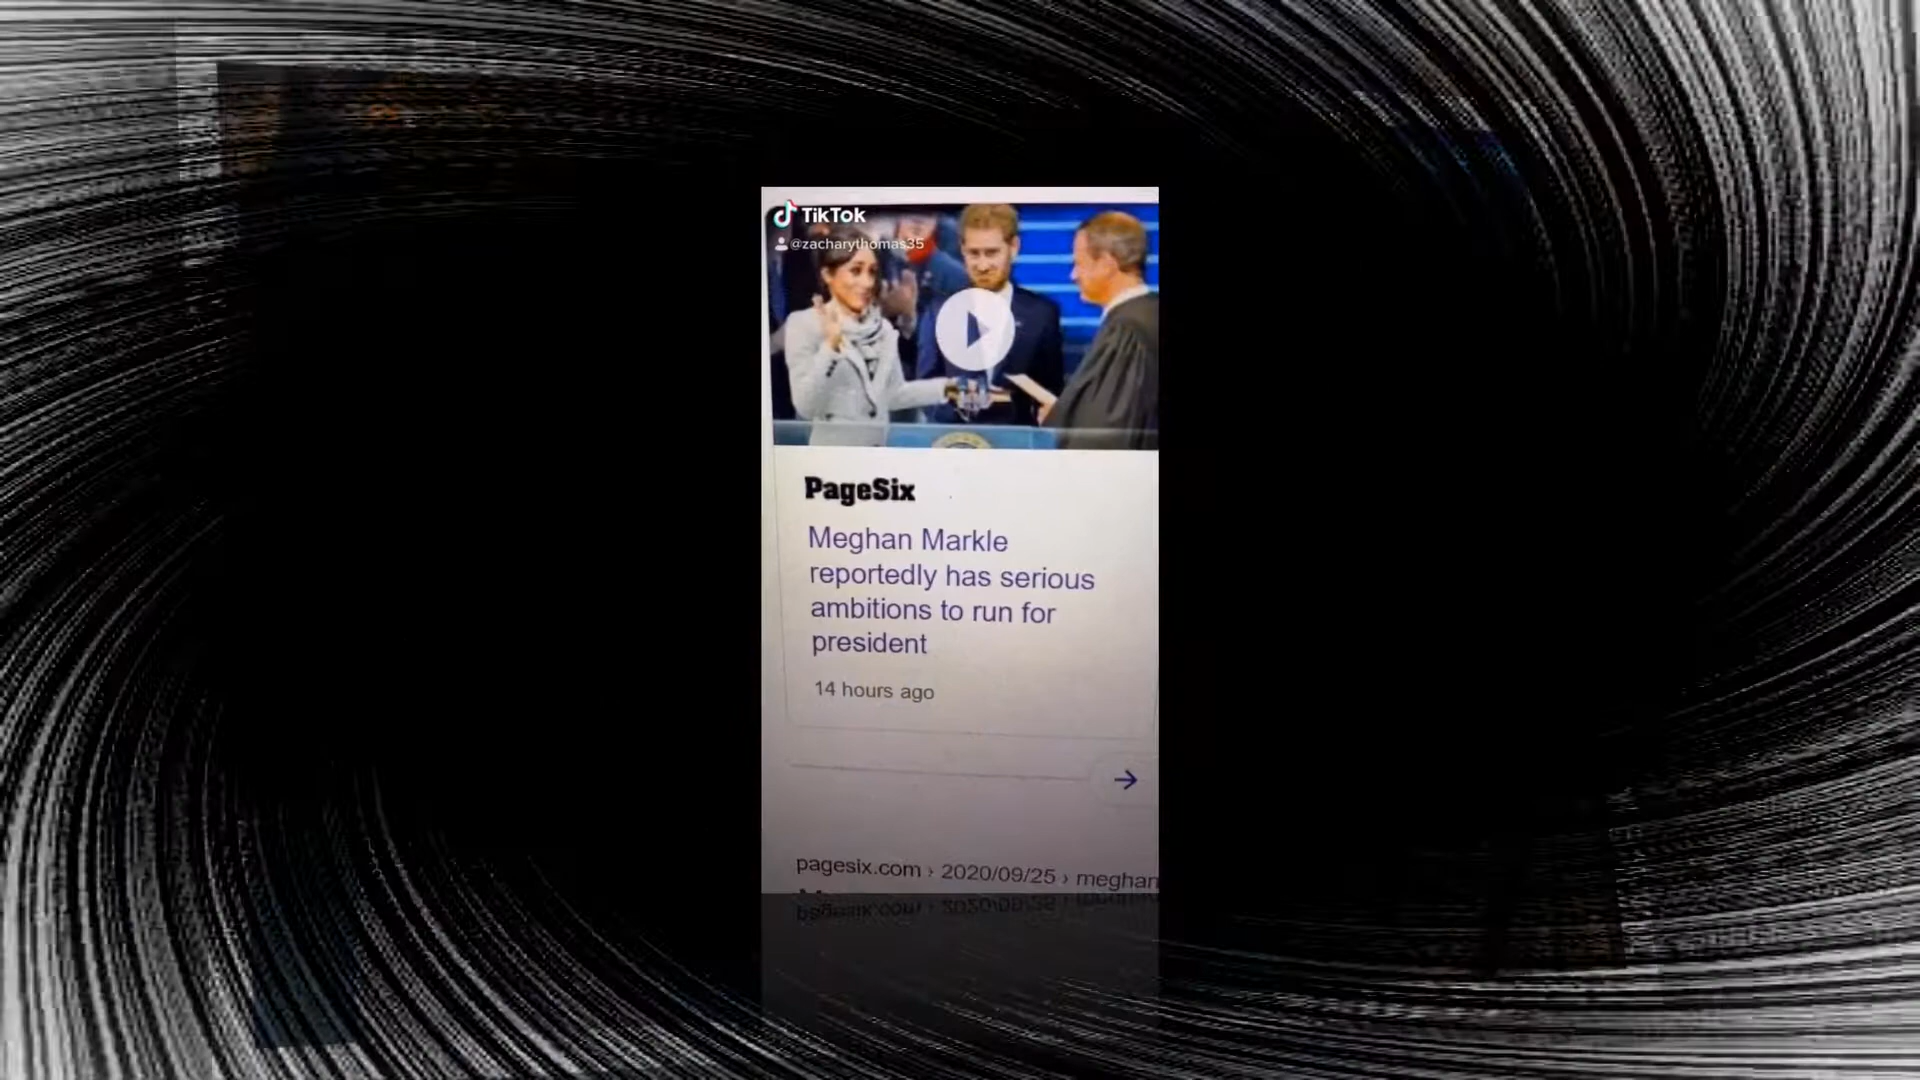 TikTok
@zacharythomas35
PageSix
Meghan Markle
reportedly has serious
ambitions to run for
president
14 hours ago
pagesix.com › 2020/09/25 › meghan